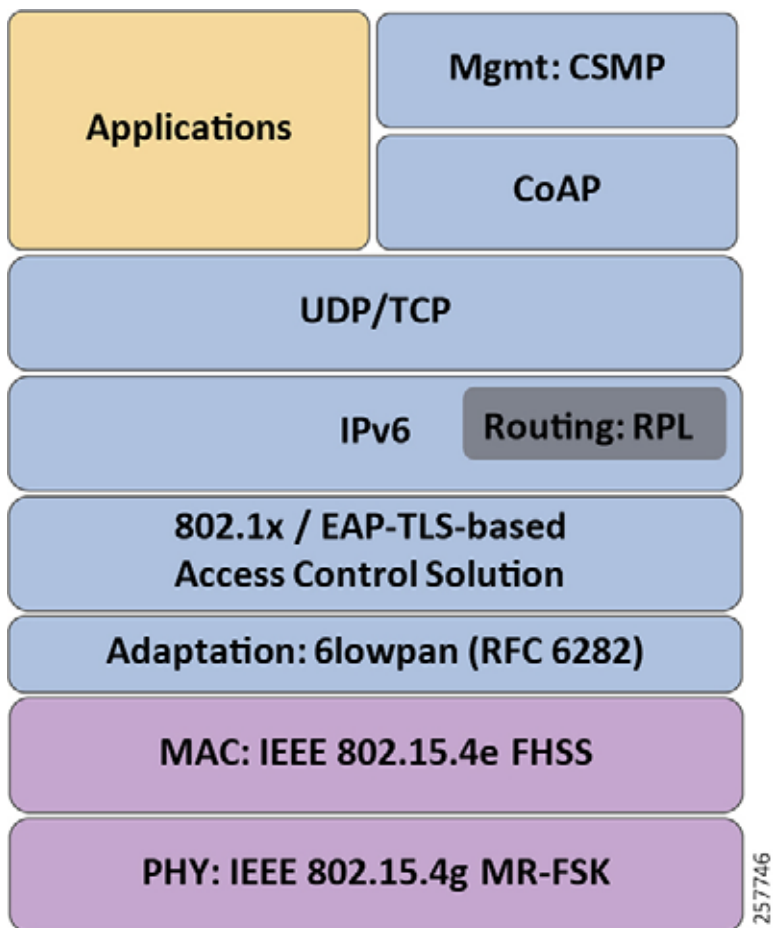 Applications
Mgmt: CSMP
CoAP
UDP/TCP
IPv6
Routing: RPL
802.1x / EAP-TLS-based
Access Control Solution
Adaptation: 6lowpan (RFC 6282)
MAC: IEEE 802.15.4e FHSS
PHY: IEEE 802.15.4g MR-FSK
257746